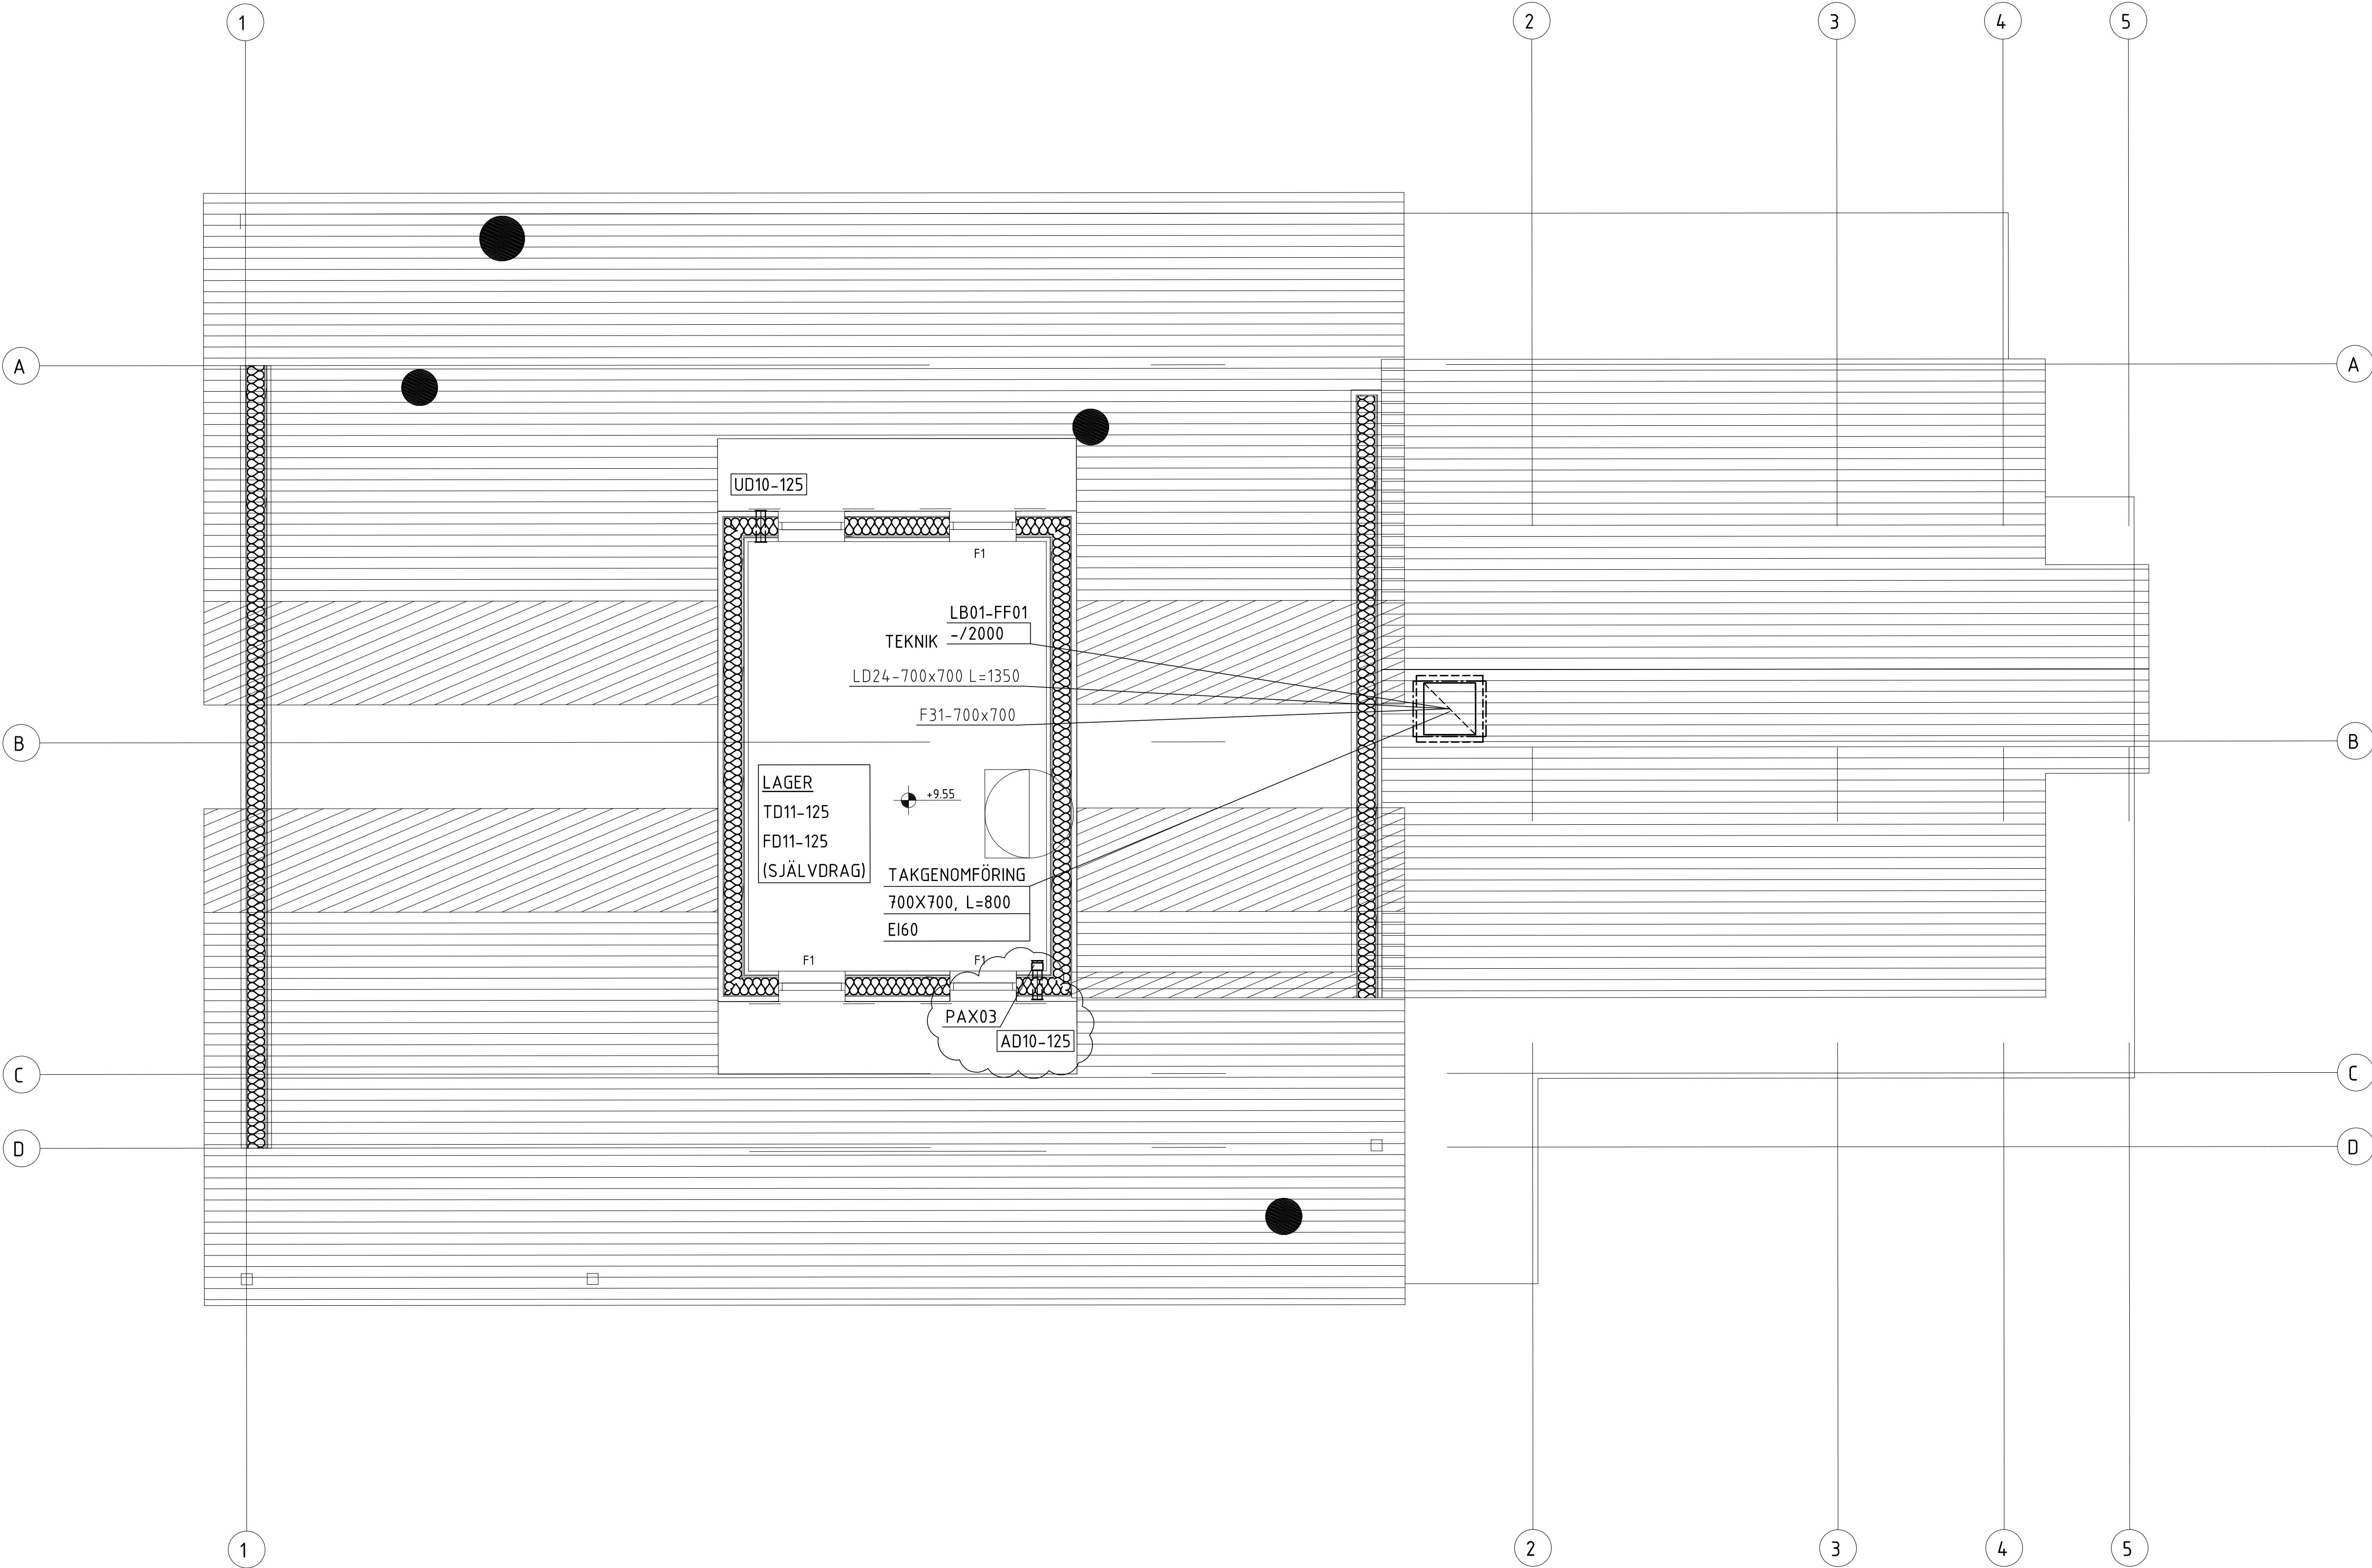 1
2
3
4
5
A
A
UD10-125
F1
LB01-FF01
-/2000
TEKNIK
LD24-700x700 L=1350
F31-700x700
B
B
LAGER
TD11-125
FD11-125
(SJÄLVDRAG)
+9.55
TAKGENOMFÖRING
700X700, L=800
EI60
F1
F1
PAX03
AD10-125
C
C
D
D
1
2
3
4
5